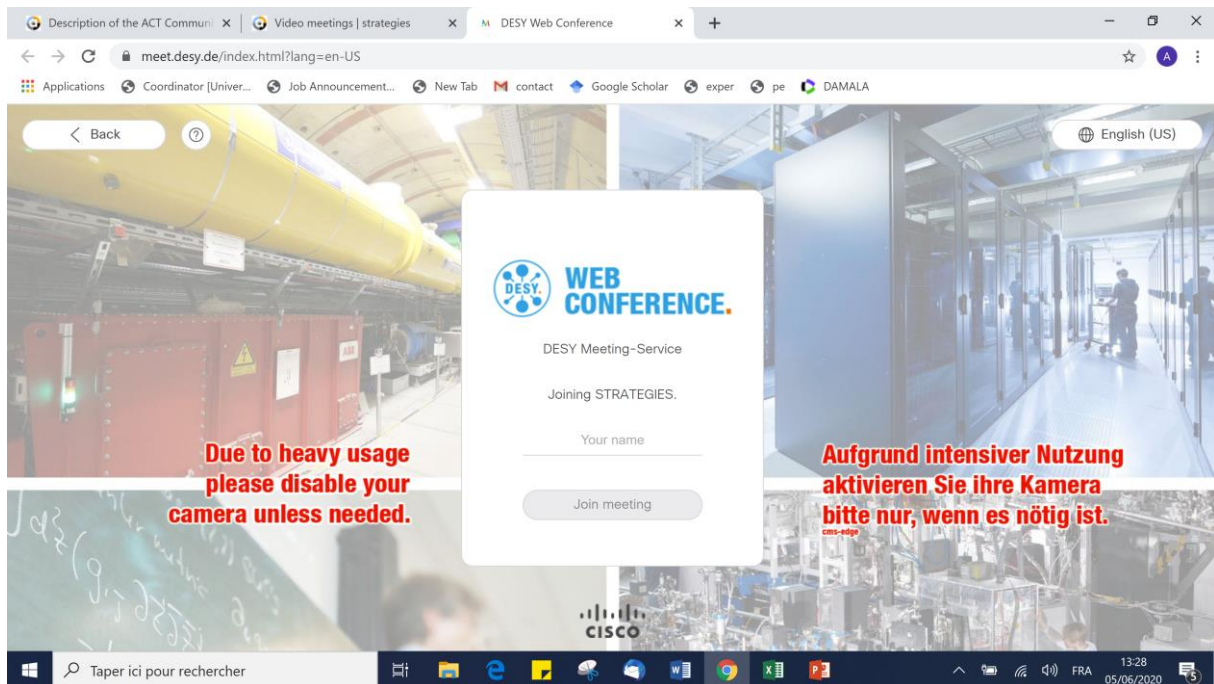 Description of the ACT Communi
Video meetings | strategies
M DESY Web Conference
meet.desy.de/index.html?lang=en-US
A
Applications
Coordinator [Univer...
Job Announcement...
New Tab
contact
Google Scholar
exper
pe
DAMALA
Back
?
English (US)
DESY.
WEB
CONFERENCE.
DESY Meeting-Service
Joining STRATEGIES.
Your name
Join meeting
Due to heavy usage
please disable your
camera unless needed.
Aufgrund intensiver Nutzung
aktivieren Sie ihre Kamera
bitte nur, wenn es nötig ist.
cms-edge
ABB
CISCO
Taper ici pour rechercher
FRA
13:28
05/06/2020
5